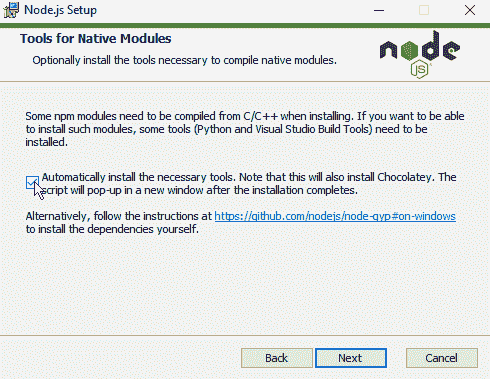 Node.js Setup
Tools for Native Modules
Optionally install the tools necessary to compile native modules.
node
JS
Some npm modules need to be compiled from C/C++ when installing. If you want to be able
to install such modules, some tools (Python and Visual Studio Build Tools) need to be
installed.
Automatically install the necessary tools. Note that this will also install Chocolatey. The
script will pop-up in a new window after the installation completes.
Alternatively, follow the instructions at https://github.com/nodejs/node-gyp#on-windows
to install the dependencies yourself.
Back Next Cancel